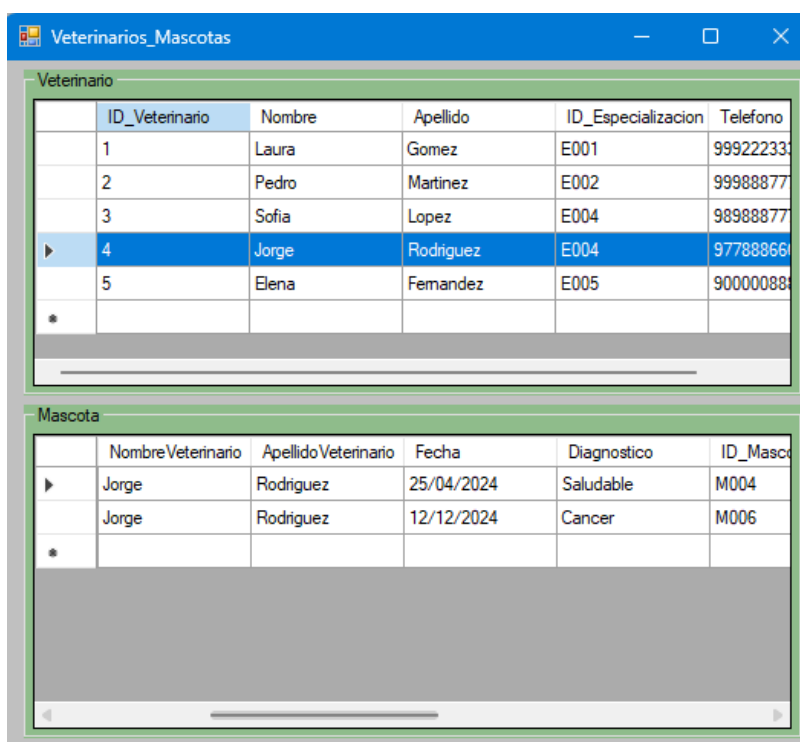 Veterinarios_Mascotas
Veterinario
ID_Veterinario Nombre Apellido ID_Especializacion Telefono
1 Laura Gomez E001
2 Pedro Martinez E002
3 Sofia Lopez E004
4 Jorge Rodriguez E004
5 Elena Fernandez E005
Mascota
NombreVeterinario ApellidoVeterinario Fecha Diagnostico
Jorge Rodriguez 25/04/2024 Saludable M004
Jorge Rodriguez 12/12/2024 Cancer M006